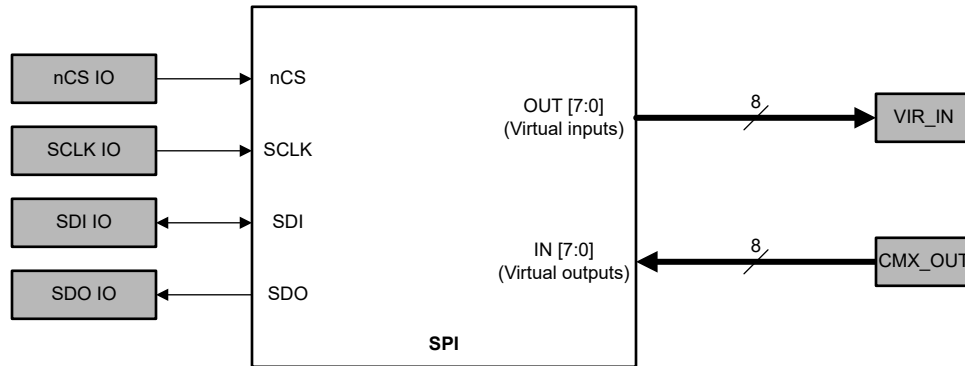 nCS IO
nCS
SCLK IO
SCLK
SDI IO
SDI
SDO IO
SDO
OUT [7:0]
(Virtual inputs)
8
VIR_IN
IN [7:0]
(Virtual outputs)
8
CMX_OUT
SPI